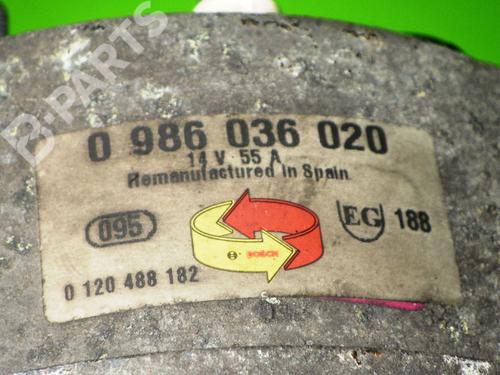 B-PARTS
0 986 036 020
14 V 55 A
Remanufactured in Spain
095
BOSCH
EG 188
0 120 488 182